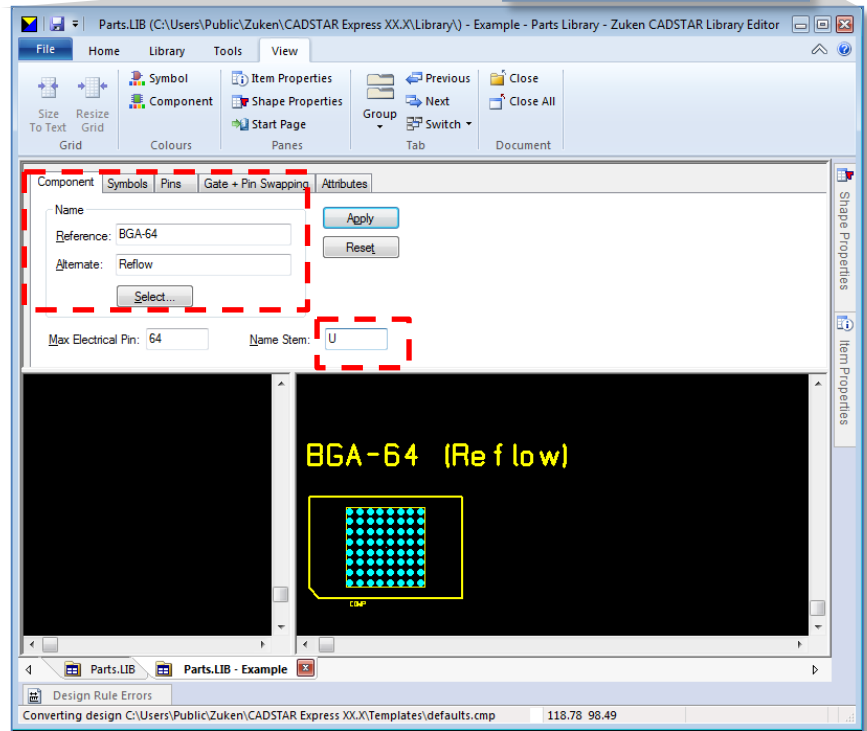 Parts.LIB (C:\Users\Public\Zuken\CADSTAR Express XX.X\Library\) - Example - Parts Library - Zuken CADSTAR Library Editor
File Home Library Tools View
Symbol Item Properties Previous Close
Component Shape Properties Next Close All
Size To Text Resize Grid Start Page Group Switch
Grid Colours Panes Tab Document
Component Symbols Pins Gate + Pin Swapping Attributes
Name
Reference: BGA-64 Apply
Alternate: Reflow Reset
Select...
Max Electrical Pin: 64 Name Stem: U
Shape Properties
Item Properties
BGA-64 (Reflow)
COMP
Parts.LIB Parts.LIB - Example
Design Rule Errors
Converting design C:\Users\Public\Zuken\CADSTAR Express XX.X\Templates\defaults.cmp 118.78 98.49